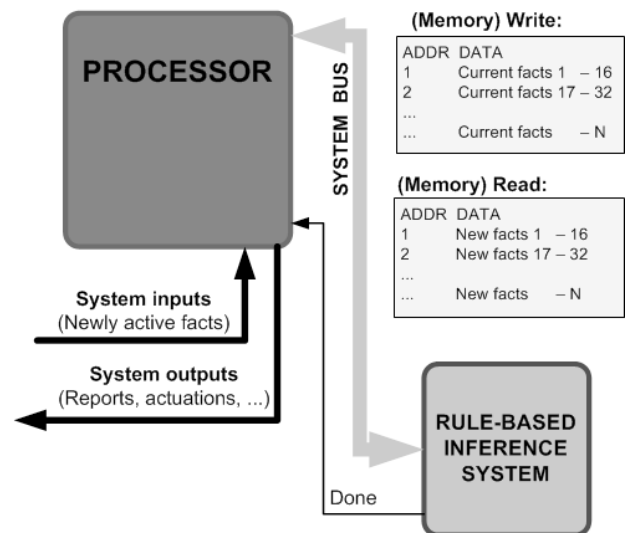 PROCESSOR
SYSTEM BUS
(Memory) Write:
ADDR DATA
1 Current facts 1 – 16
2 Current facts 17 – 32
...
... Current facts – N
(Memory) Read:
ADDR DATA
1 New facts 1 – 16
2 New facts 17 – 32
...
... New facts – N
System inputs
(Newly active facts)
System outputs
(Reports, actuations, ...)
RULE-BASED
INFERENCE
SYSTEM
Done